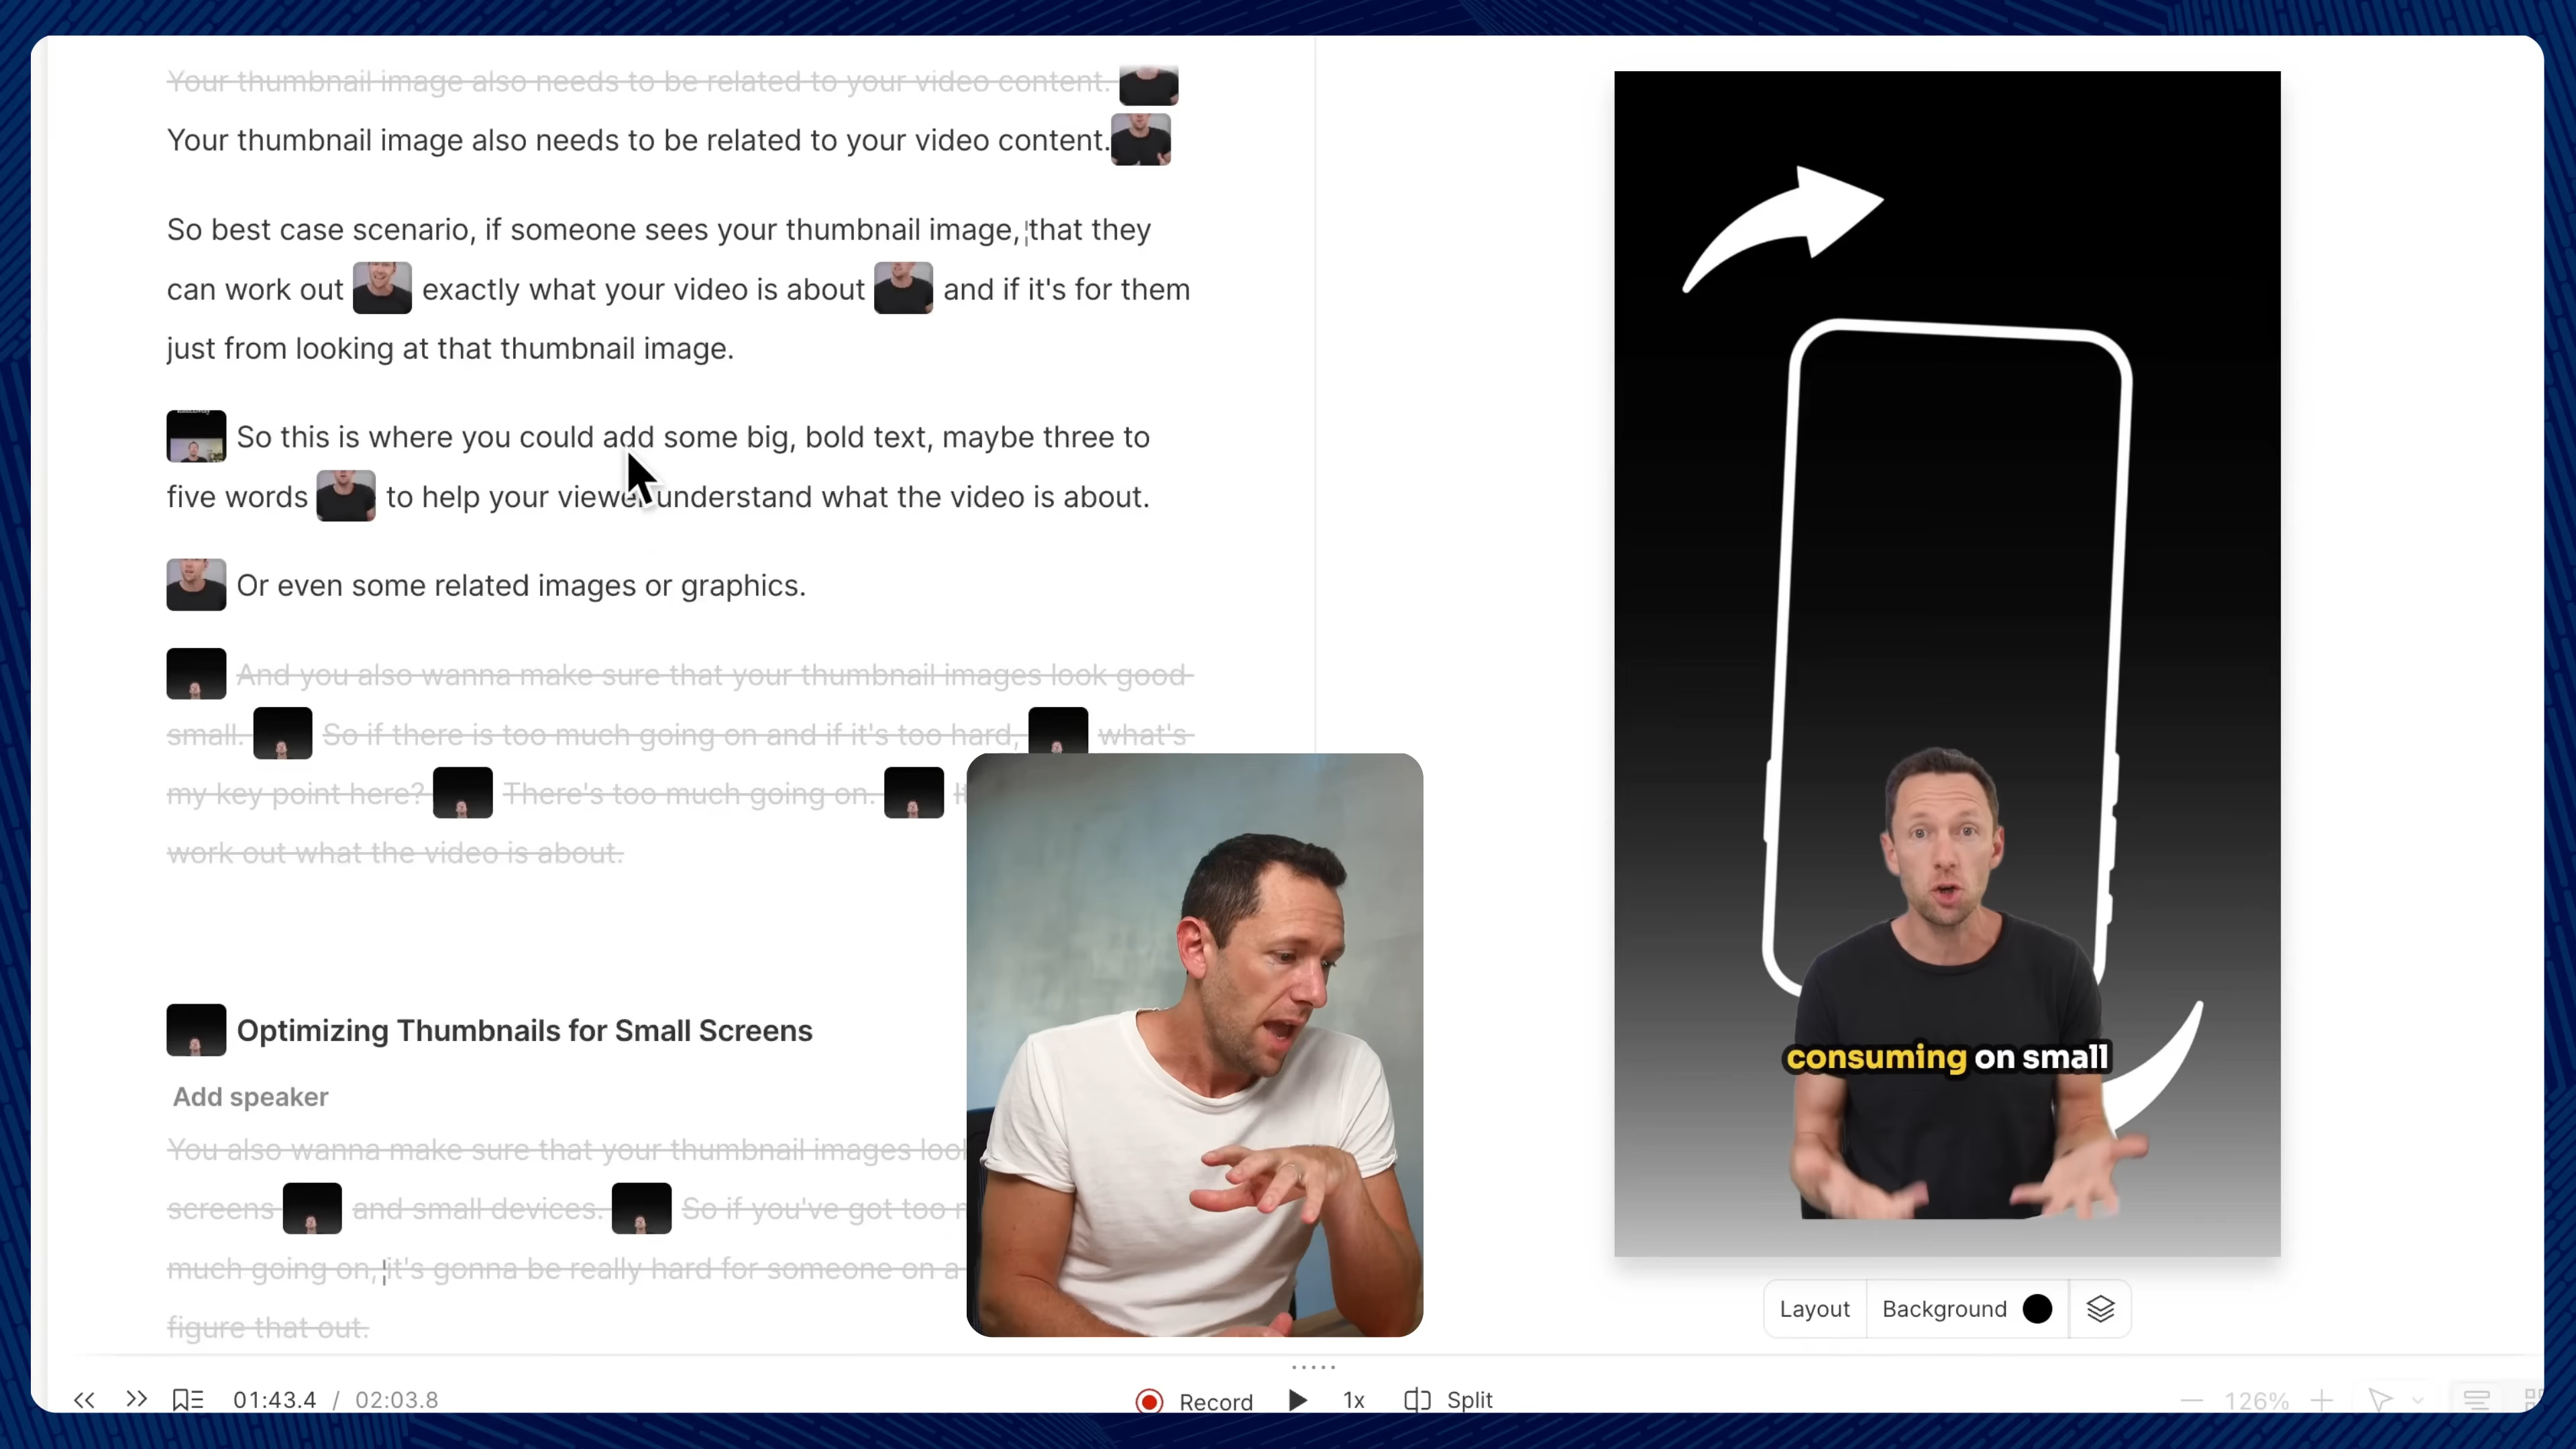 Your thumbnail image also needs to be related to your video content.
Your thumbnail image also needs to be related to your video content.
So best case scenario, if someone sees your thumbnail image, that they
can work out exactly what your video is about and if it's for them
just from looking at that thumbnail image.
So this is where you could add some big, bold text, maybe three to
five words to help your viewer understand what the video is about.
Or even some related images or graphics.
And you also wanna make sure that your thumbnail images look good
small. So if there is too much going on and if it's too hard, what's
my key point here? There's too much going on.
work out what the video is about.
Optimizing Thumbnails for Small Screens
Add speaker
You also wanna make sure that your thumbnail images
screens and small devices. So if you've got too
much going on, it's gonna be really hard for someone on a
figure that out.
consuming on small
Layout Background
01:43.4 / 02:03.8 Record 1x Split 126%